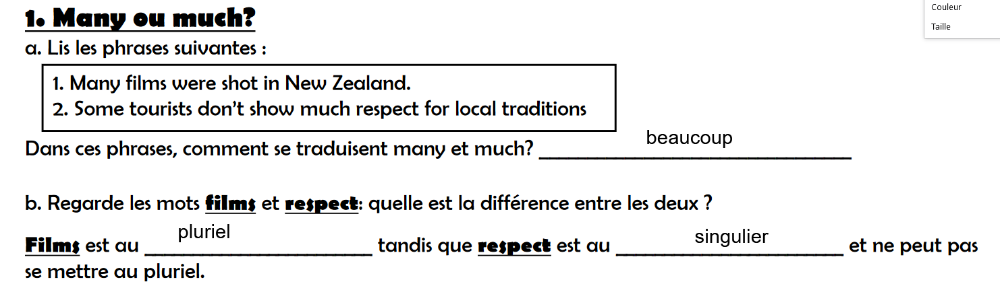 1. Many ou much?
Couleur
Taille
a. Lis les phrases suivantes :
1. Many films were shot in New Zealand.
2. Some tourists don't show much respect for local traditions
Dans ces phrases, comment se traduisent many et much? beaucoup
b. Regarde les mots films et respect: quelle est la différence entre les deux ?
Films est au pluriel tandis que respect est au singulier et ne peut pas
se mettre au pluriel.